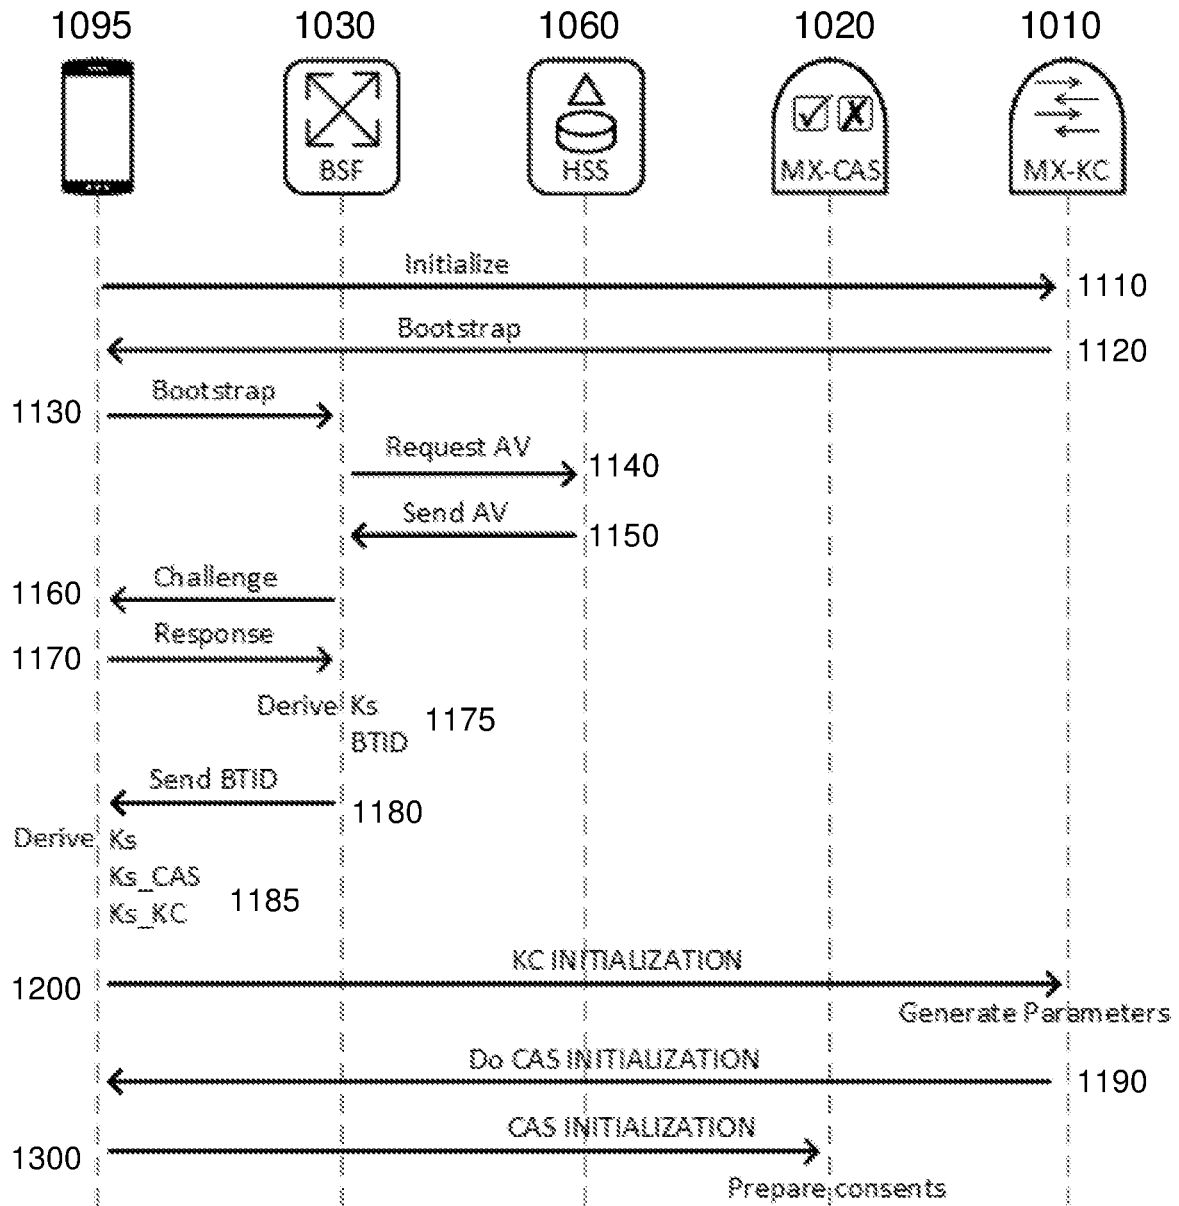 1095 1030 1060 1020 1010
BSF HSS MX-CAS MX-KC
Initialize
1110
Bootstrap
1120
Bootstrap
1130
Request AV
1140
Send AV
1150
Challenge
1160
Response
1170
Derive Ks
1175
BTID
Send BTID
1180
Derive Ks
Ks_CAS
1185
Ks_KC
KC INITIALIZATION
1200
Generate Parameters
Do CAS INITIALIZATION
1190
CAS INITIALIZATION
1300
Prepare consents